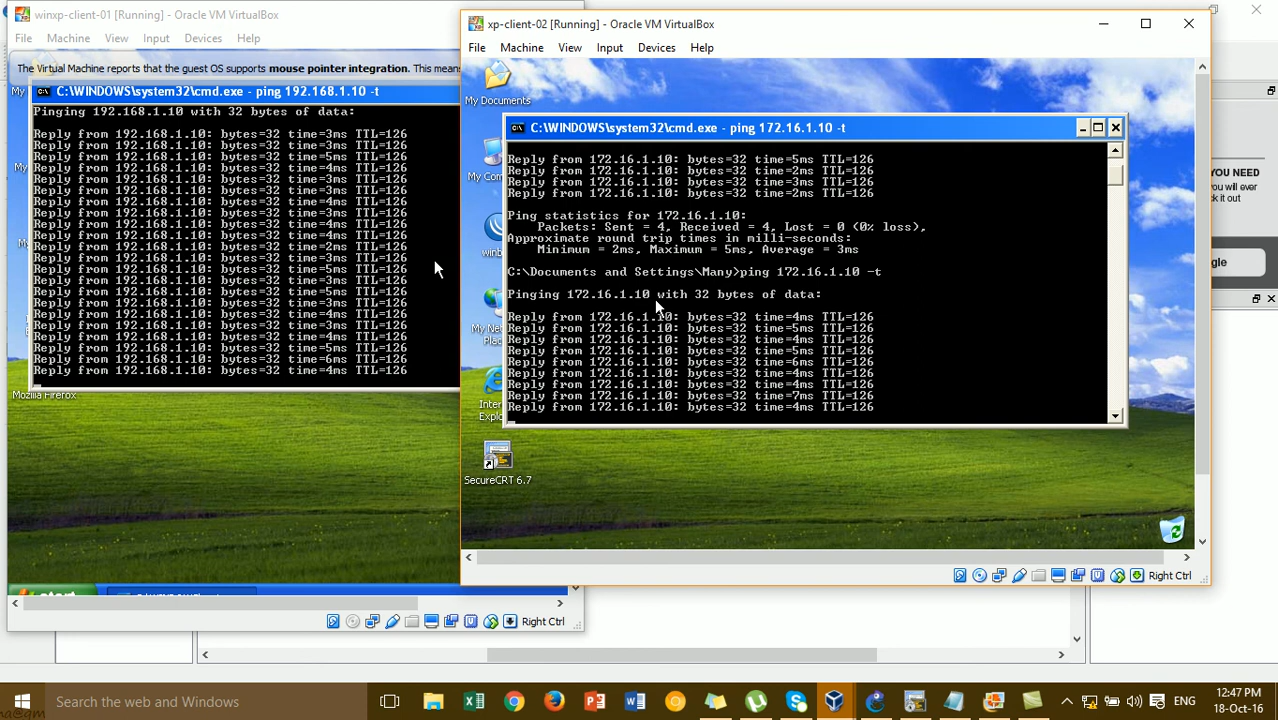 winxp-client-01 [Running] - Oracle VM VirtualBox
File Machine View Input Devices Help
The Virtual Machine reports that the guest OS supports mouse pointer integration. This means
C:\WINDOWS\system32\cmd.exe - ping 192.168.1.10 -t
Pinging 192.168.1.10 with 32 bytes of data:
Reply from 192.168.1.10: bytes=32 time=3ms TTL=126
Reply from 192.168.1.10: bytes=32 time=3ms TTL=126
Reply from 192.168.1.10: bytes=32 time=5ms TTL=126
Reply from 192.168.1.10: bytes=32 time=4ms TTL=126
Reply from 192.168.1.10: bytes=32 time=3ms TTL=126
Reply from 192.168.1.10: bytes=32 time=3ms TTL=126
Reply from 192.168.1.10: bytes=32 time=4ms TTL=126
Reply from 192.168.1.10: bytes=32 time=3ms TTL=126
Reply from 192.168.1.10: bytes=32 time=4ms TTL=126
Reply from 192.168.1.10: bytes=32 time=4ms TTL=126
Reply from 192.168.1.10: bytes=32 time=2ms TTL=126
Reply from 192.168.1.10: bytes=32 time=3ms TTL=126
Reply from 192.168.1.10: bytes=32 time=5ms TTL=126
Reply from 192.168.1.10: bytes=32 time=3ms TTL=126
Reply from 192.168.1.10: bytes=32 time=3ms TTL=126
Reply from 192.168.1.10: bytes=32 time=4ms TTL=126
Reply from 192.168.1.10: bytes=32 time=3ms TTL=126
Reply from 192.168.1.10: bytes=32 time=4ms TTL=126
Reply from 192.168.1.10: bytes=32 time=5ms TTL=126
Reply from 192.168.1.10: bytes=32 time=6ms TTL=126
Reply from 192.168.1.10: bytes=32 time=4ms TTL=126
Mozilla Firefox
Right Ctrl
xp-client-02 [Running] - Oracle VM VirtualBox
File Machine View Input Devices Help
My Documents
My Com
winb
My Net
Plac
Inter
Explo
SecureCRT 6.7
C:\WINDOWS\system32\cmd.exe - ping 172.16.1.10 -t
Reply from 172.16.1.10: bytes=32 time=5ms TTL=126
Reply from 172.16.1.10: bytes=32 time=2ms TTL=126
Reply from 172.16.1.10: bytes=32 time=3ms TTL=126
Reply from 172.16.1.10: bytes=32 time=2ms TTL=126
Ping statistics for 172.16.1.10:
Packets: Sent = 4, Received = 4, Lost = 0 (0% loss),
Approximate round trip times in milli-seconds:
Minimum = 2ms, Maximum = 5ms, Average = 3ms
C:\Documents and Settings\Many>ping 172.16.1.10 -t
Pinging 172.16.1.10 with 32 bytes of data:
Reply from 172.16.1.10: bytes=32 time=4ms TTL=126
Reply from 172.16.1.10: bytes=32 time=5ms TTL=126
Reply from 172.16.1.10: bytes=32 time=4ms TTL=126
Reply from 172.16.1.10: bytes=32 time=5ms TTL=126
Reply from 172.16.1.10: bytes=32 time=6ms TTL=126
Reply from 172.16.1.10: bytes=32 time=4ms TTL=126
Reply from 172.16.1.10: bytes=32 time=4ms TTL=126
Reply from 172.16.1.10: bytes=32 time=7ms TTL=126
Reply from 172.16.1.10: bytes=32 time=4ms TTL=126
Right Ctrl
YOU NEED
you will ever
ck it out
gle
Search the web and Windows
ENG
12:47 PM
18-Oct-16